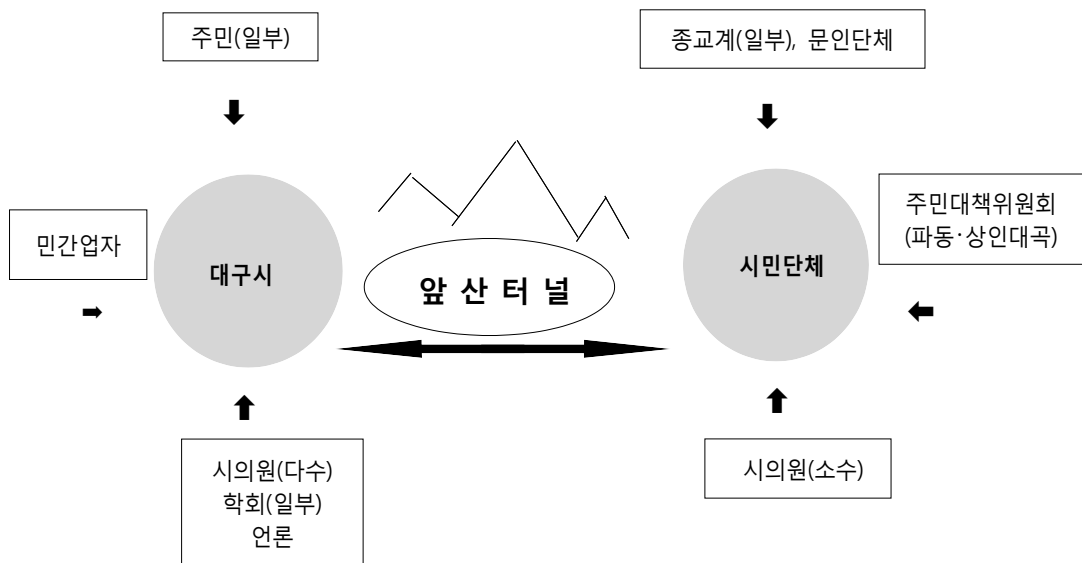 주민(일부)
종교계(일부), 문인단체
민간업자
대구시
앞 산 터 널
시민단체
주민대책위원회
(파동·상인대곡)
시의원(다수)
학회(일부)
언론
시의원(소수)